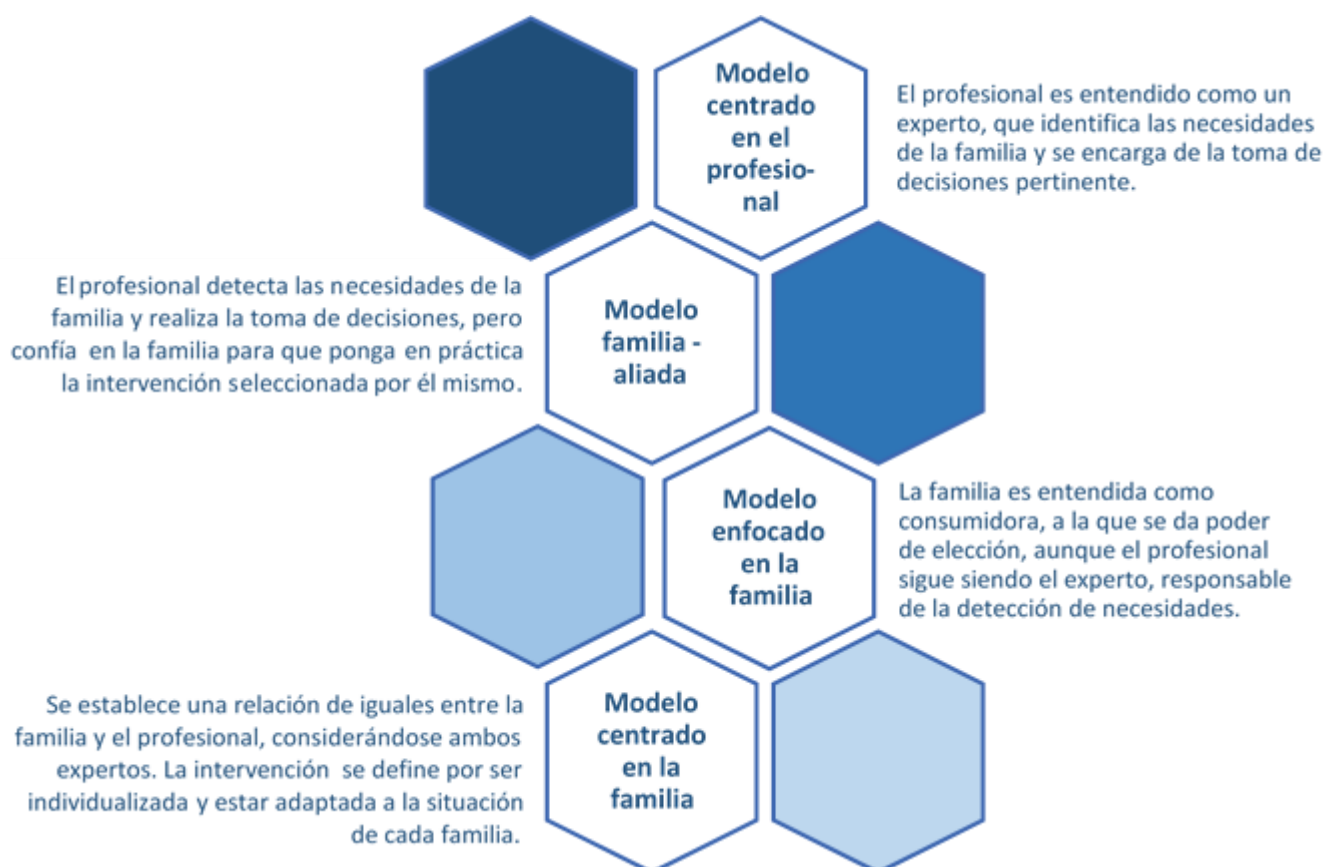 Modelo
centrado
en el
profesio-
nal
El profesional es entendido como un
experto, que identifica las necesidades
de la familia y se encarga de la toma de
decisiones pertinente.
El profesional detecta las necesidades de la
familia y realiza la toma de decisiones, pero
confía en la familia para que ponga en práctica
la intervención seleccionada por él mismo.
Modelo
familia -
aliada
Modelo
enfocado
en la
familia
La familia es entendida como
consumidora, a la que se da poder
de elección, aunque el profesional
sigue siendo el experto, responsable
de la detección de necesidades.
Se establece una relación de iguales entre la
familia y el profesional, considerándose ambos
expertos. La intervención se define por ser
individualizada y estar adaptada a la situación
de cada familia.
Modelo
centrado
en la
familia